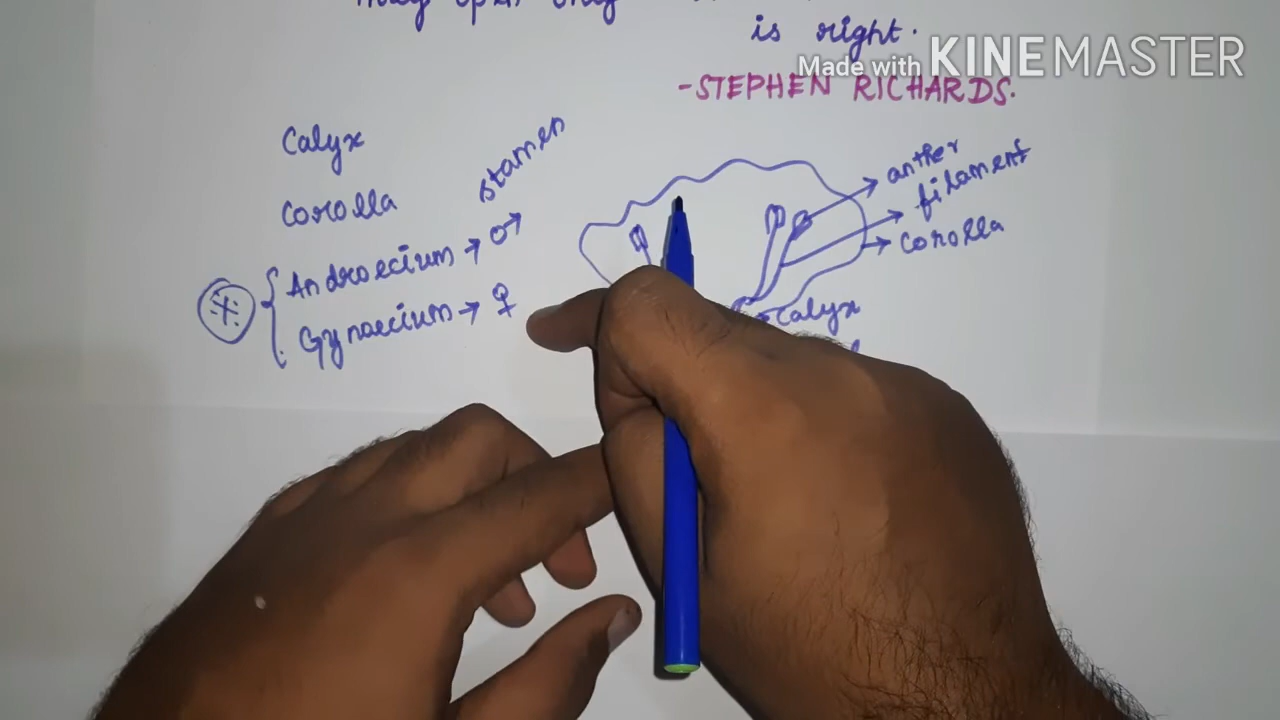 is right.
Made with KINEMASTER
-STEPHEN RICHARDS.
Calyx
Corolla
stamen
Androecium → ♂
Gynaecium → ♀
anther
filament
corolla
calyx